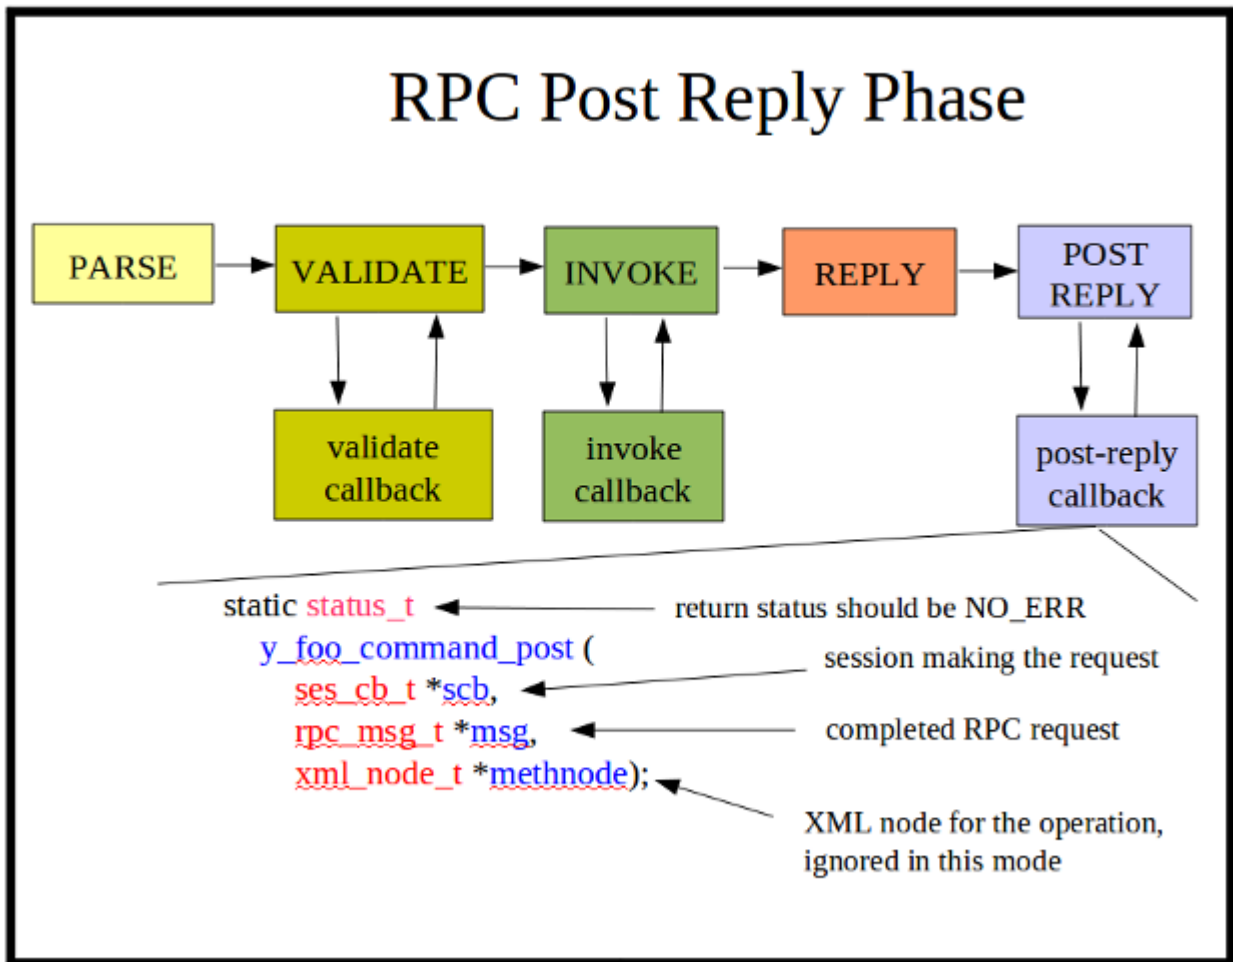 RPC Post Reply Phase
PARSE
VALIDATE
INVOKE
REPLY
POST
REPLY
validate
callback
invoke
callback
post-reply
callback
static status_t
return status should be NO_ERR
y_foo_command_post (
session making the request
ses_cb_t *scb,
rpc_msg_t *msg,
completed RPC request
xml_node_t *methnode);
XML node for the operation,
ignored in this mode